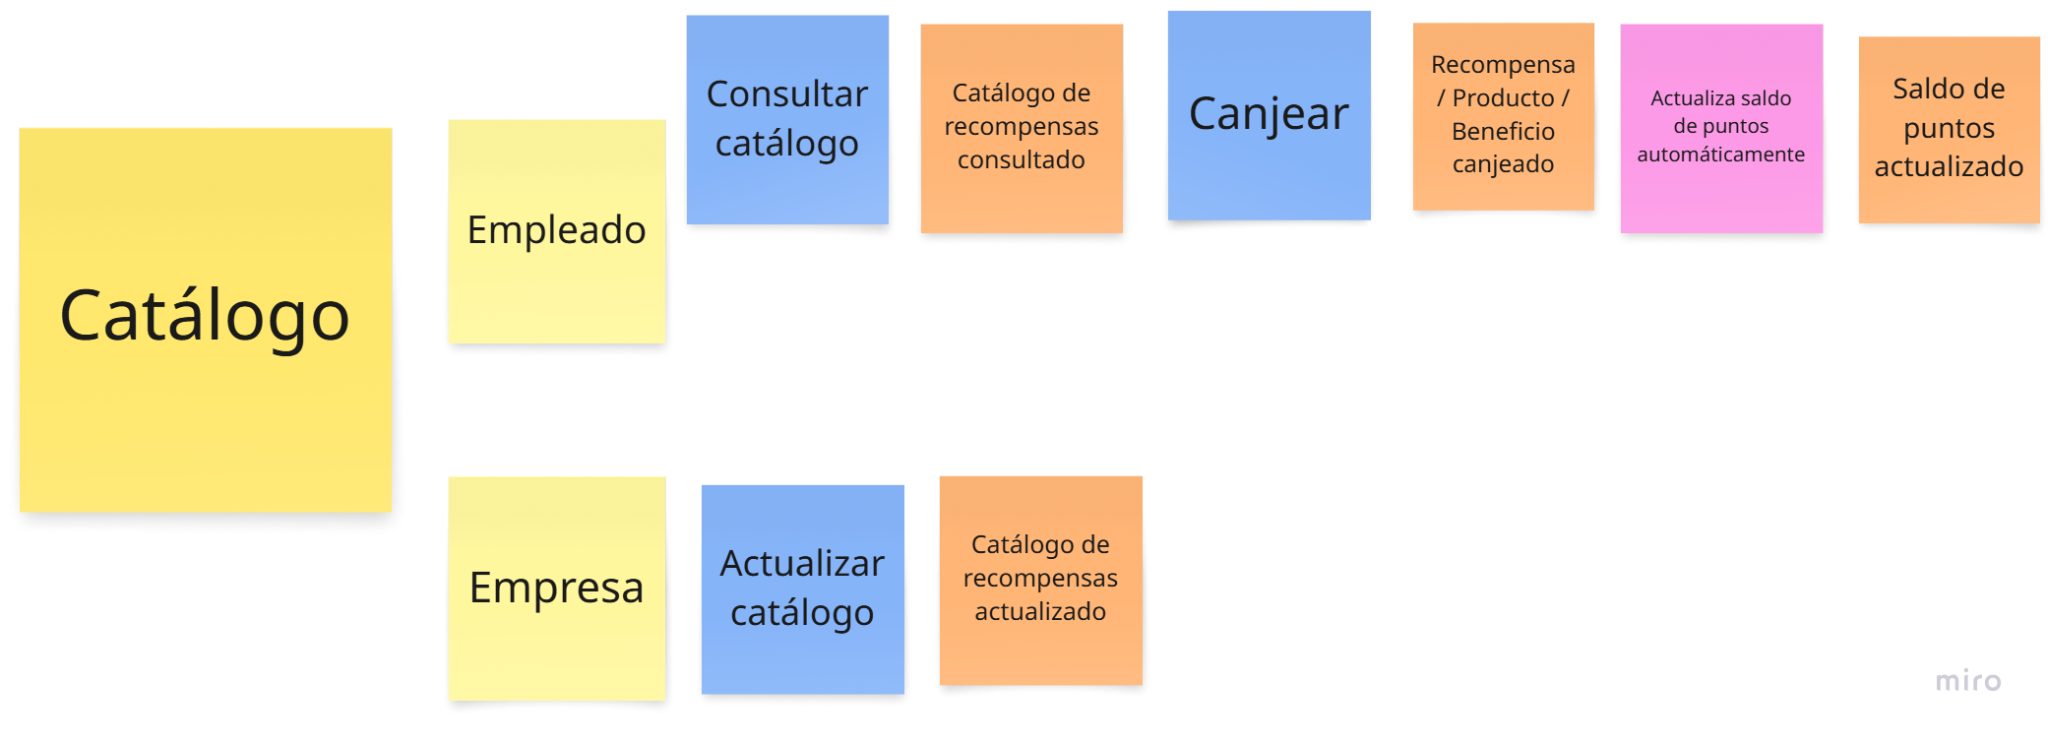 Catálogo
Empleado
Consultar
catálogo
Catálogo de
recompensas
consultado
Canjear
Recompensa
/ Producto /
Beneficio
canjeado
Actualiza saldo
de puntos
automáticamente
Saldo de
puntos
actualizado
Empresa
Actualizar
catálogo
Catálogo de
recompensas
actualizado
miro